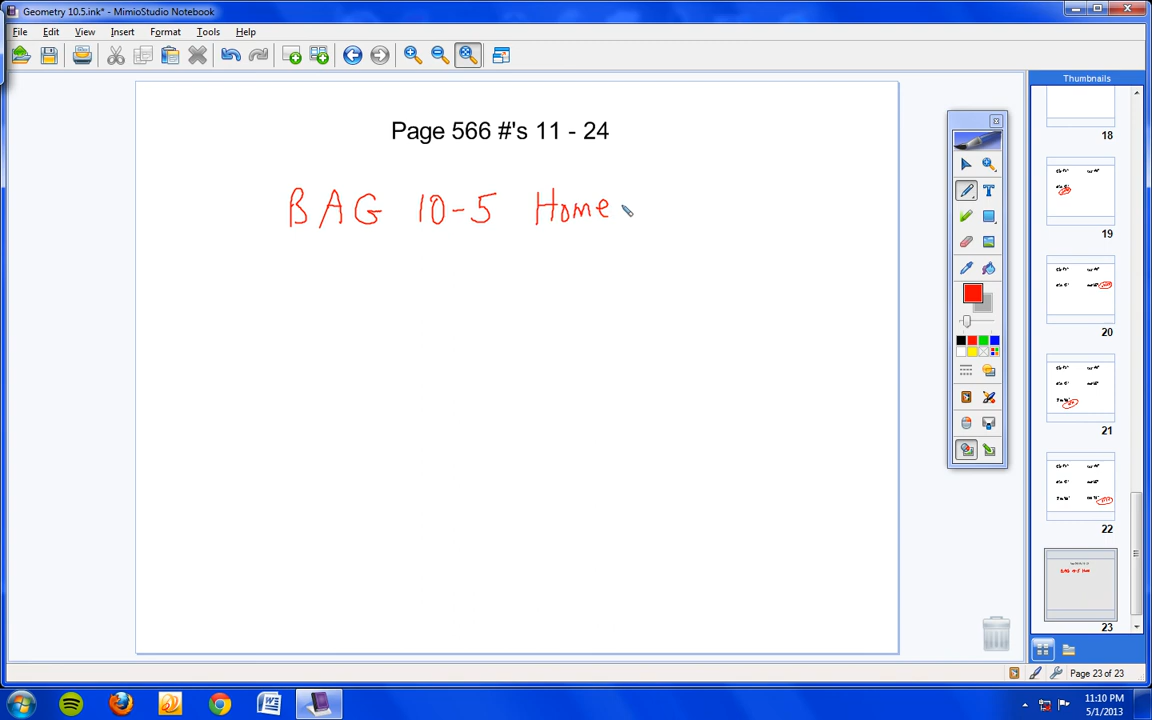 Geometry 10.5.ink* - MimioStudio Notebook
File Edit View Insert Format Tools Help
Thumbnails
Page 566 #'s 11 - 24
BAG 10-5 Home
18
19
20
21
22
23
Page 23 of 23
11:10 PM
5/1/2013